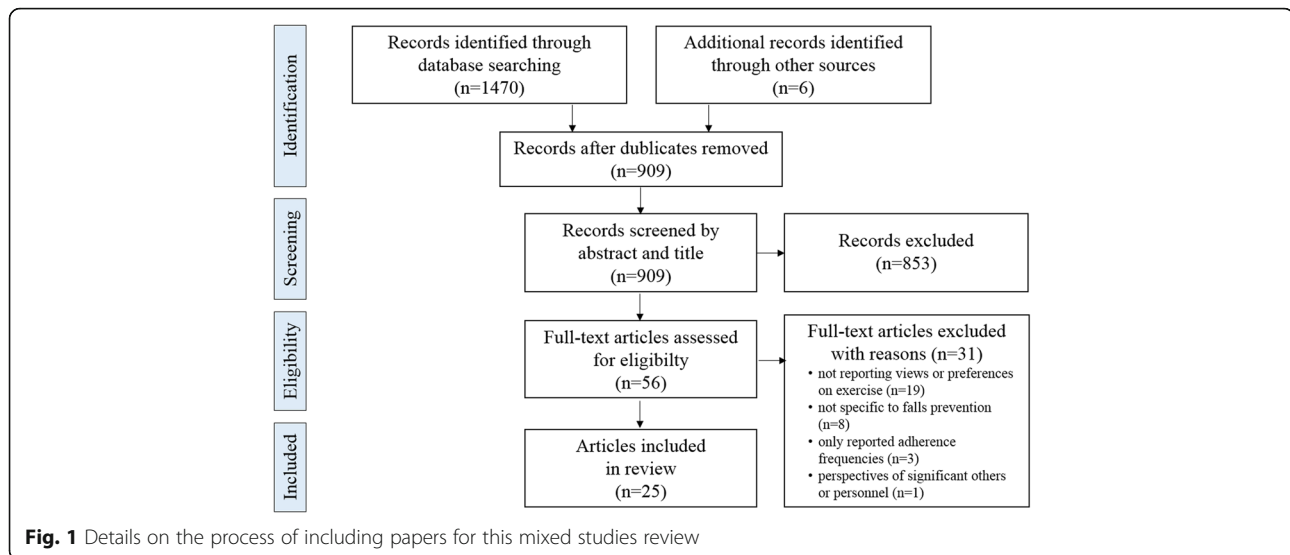 Identification
Records identified through
database searching
(n=1470)
Additional records identified
through other sources
(n=6)
Records after dublicates removed
(n=909)
Screening
Records screened by
abstract and title
(n=909)
Records excluded
(n=853)
Eligibility
Full-text articles assessed
for eligibilty
(n=56)
Full-text articles excluded
with reasons (n=31)
• not reporting views or preferences
on exercise (n=19)
• not specific to falls prevention
(n=8)
• only reported adherence
frequencies (n=3)
• perspectives of significant others
or personnel (n=1)
Included
Articles included
in review
(n=25)
Fig. 1 Details on the process of including papers for this mixed studies review